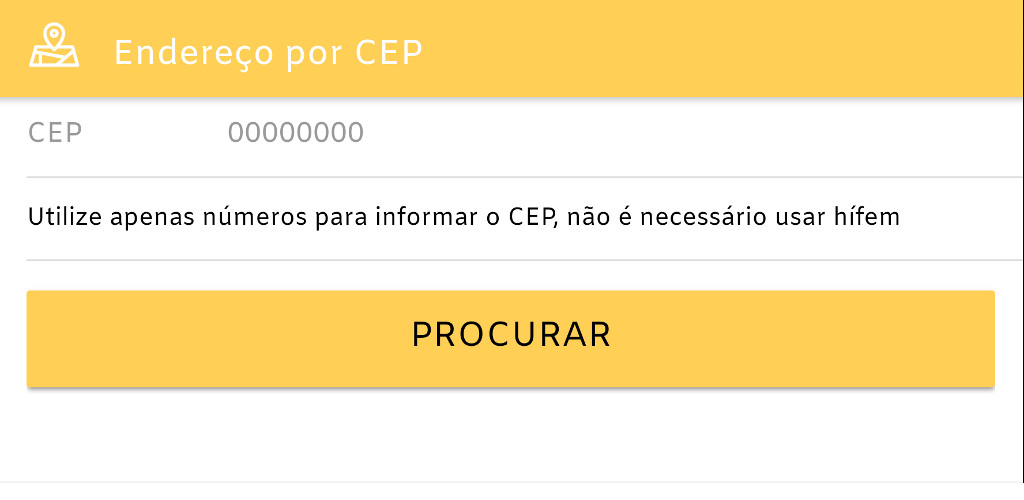 Endereço por CEP
CEP 00000000
Utilize apenas números para informar o CEP, não é necessário usar hífem
PROCURAR